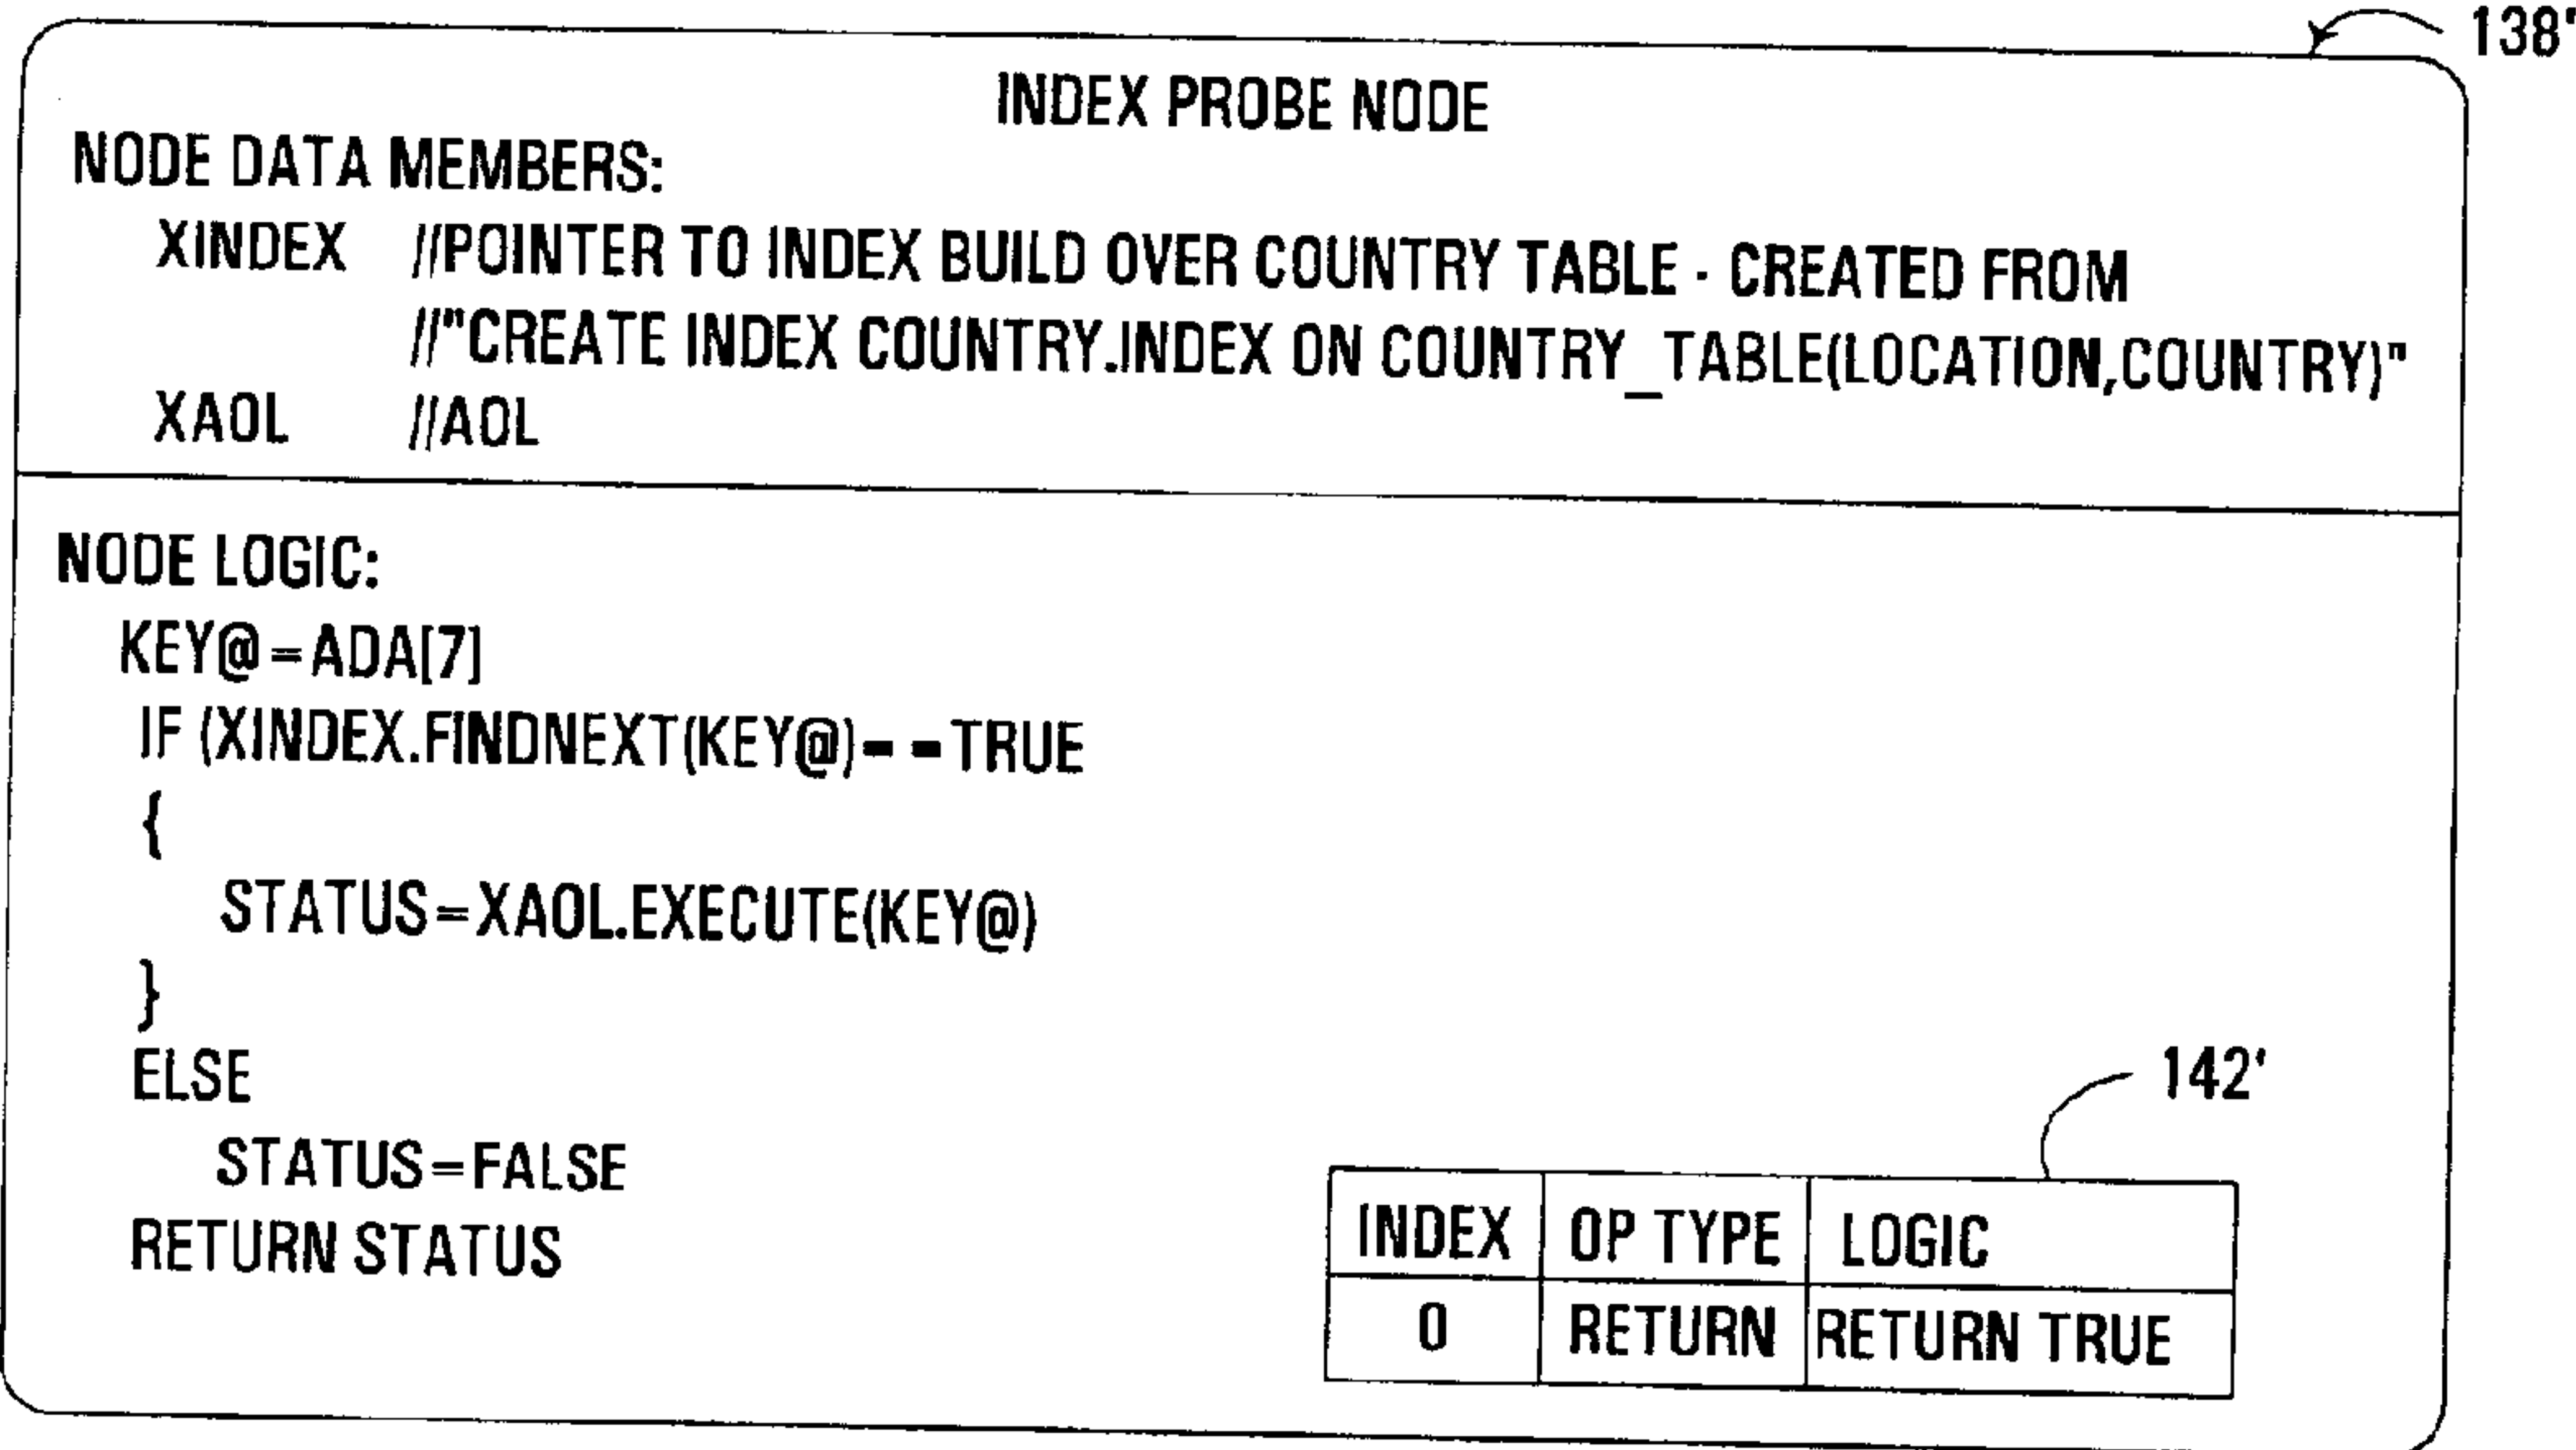 138"
INDEX PROBE NODE
NODE DATA MEMBERS:
XINDEX //POINTER TO INDEX BUILD OVER COUNTRY TABLE - CREATED FROM
//"CREATE INDEX COUNTRY.INDEX ON COUNTRY_TABLE(LOCATION,COUNTRY)"
XAOL //AOL
NODE LOGIC:
KEY@=ADA[7]
IF (XINDEX.FINDNEXT(KEY@)==TRUE
{
STATUS=XAOL.EXECUTE(KEY@)
}
ELSE
STATUS=FALSE
RETURN STATUS
142'
INDEX OP TYPE LOGIC
0 RETURN RETURN TRUE